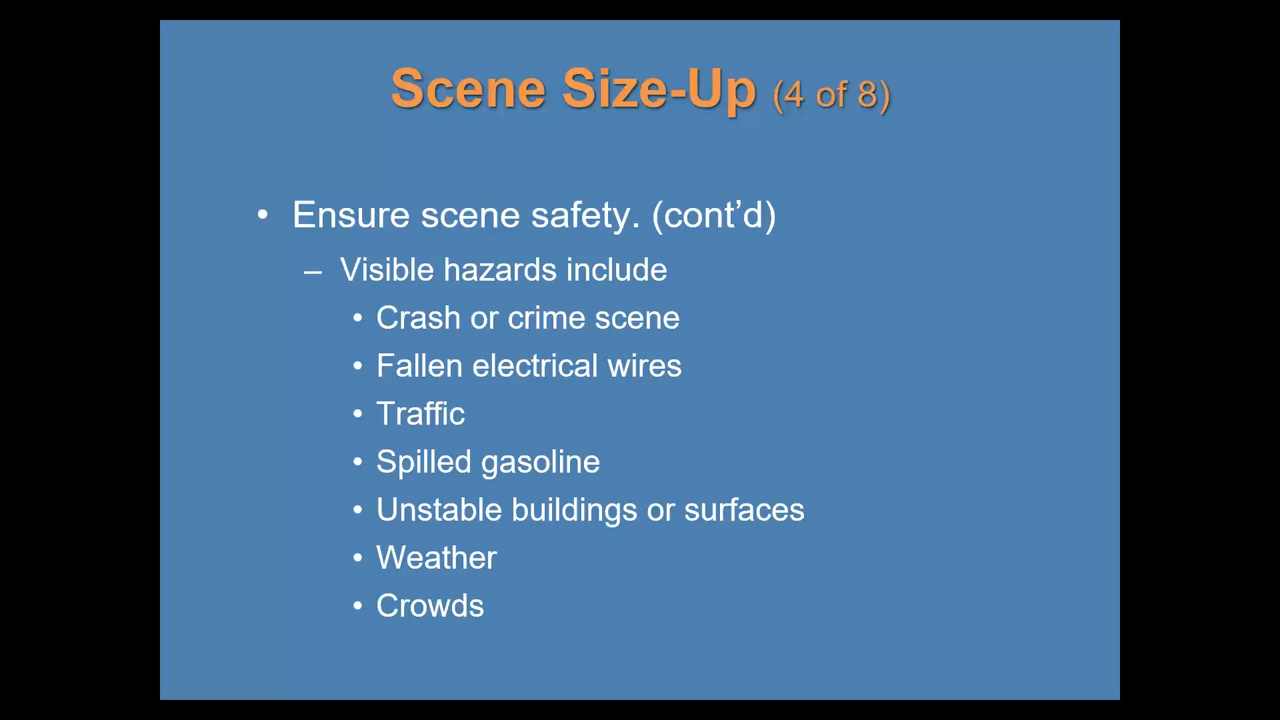 Scene Size-Up (4 of 8)
• Ensure scene safety. (cont’d)
– Visible hazards include
• Crash or crime scene
• Fallen electrical wires
• Traffic
• Spilled gasoline
• Unstable buildings or surfaces
• Weather
• Crowds